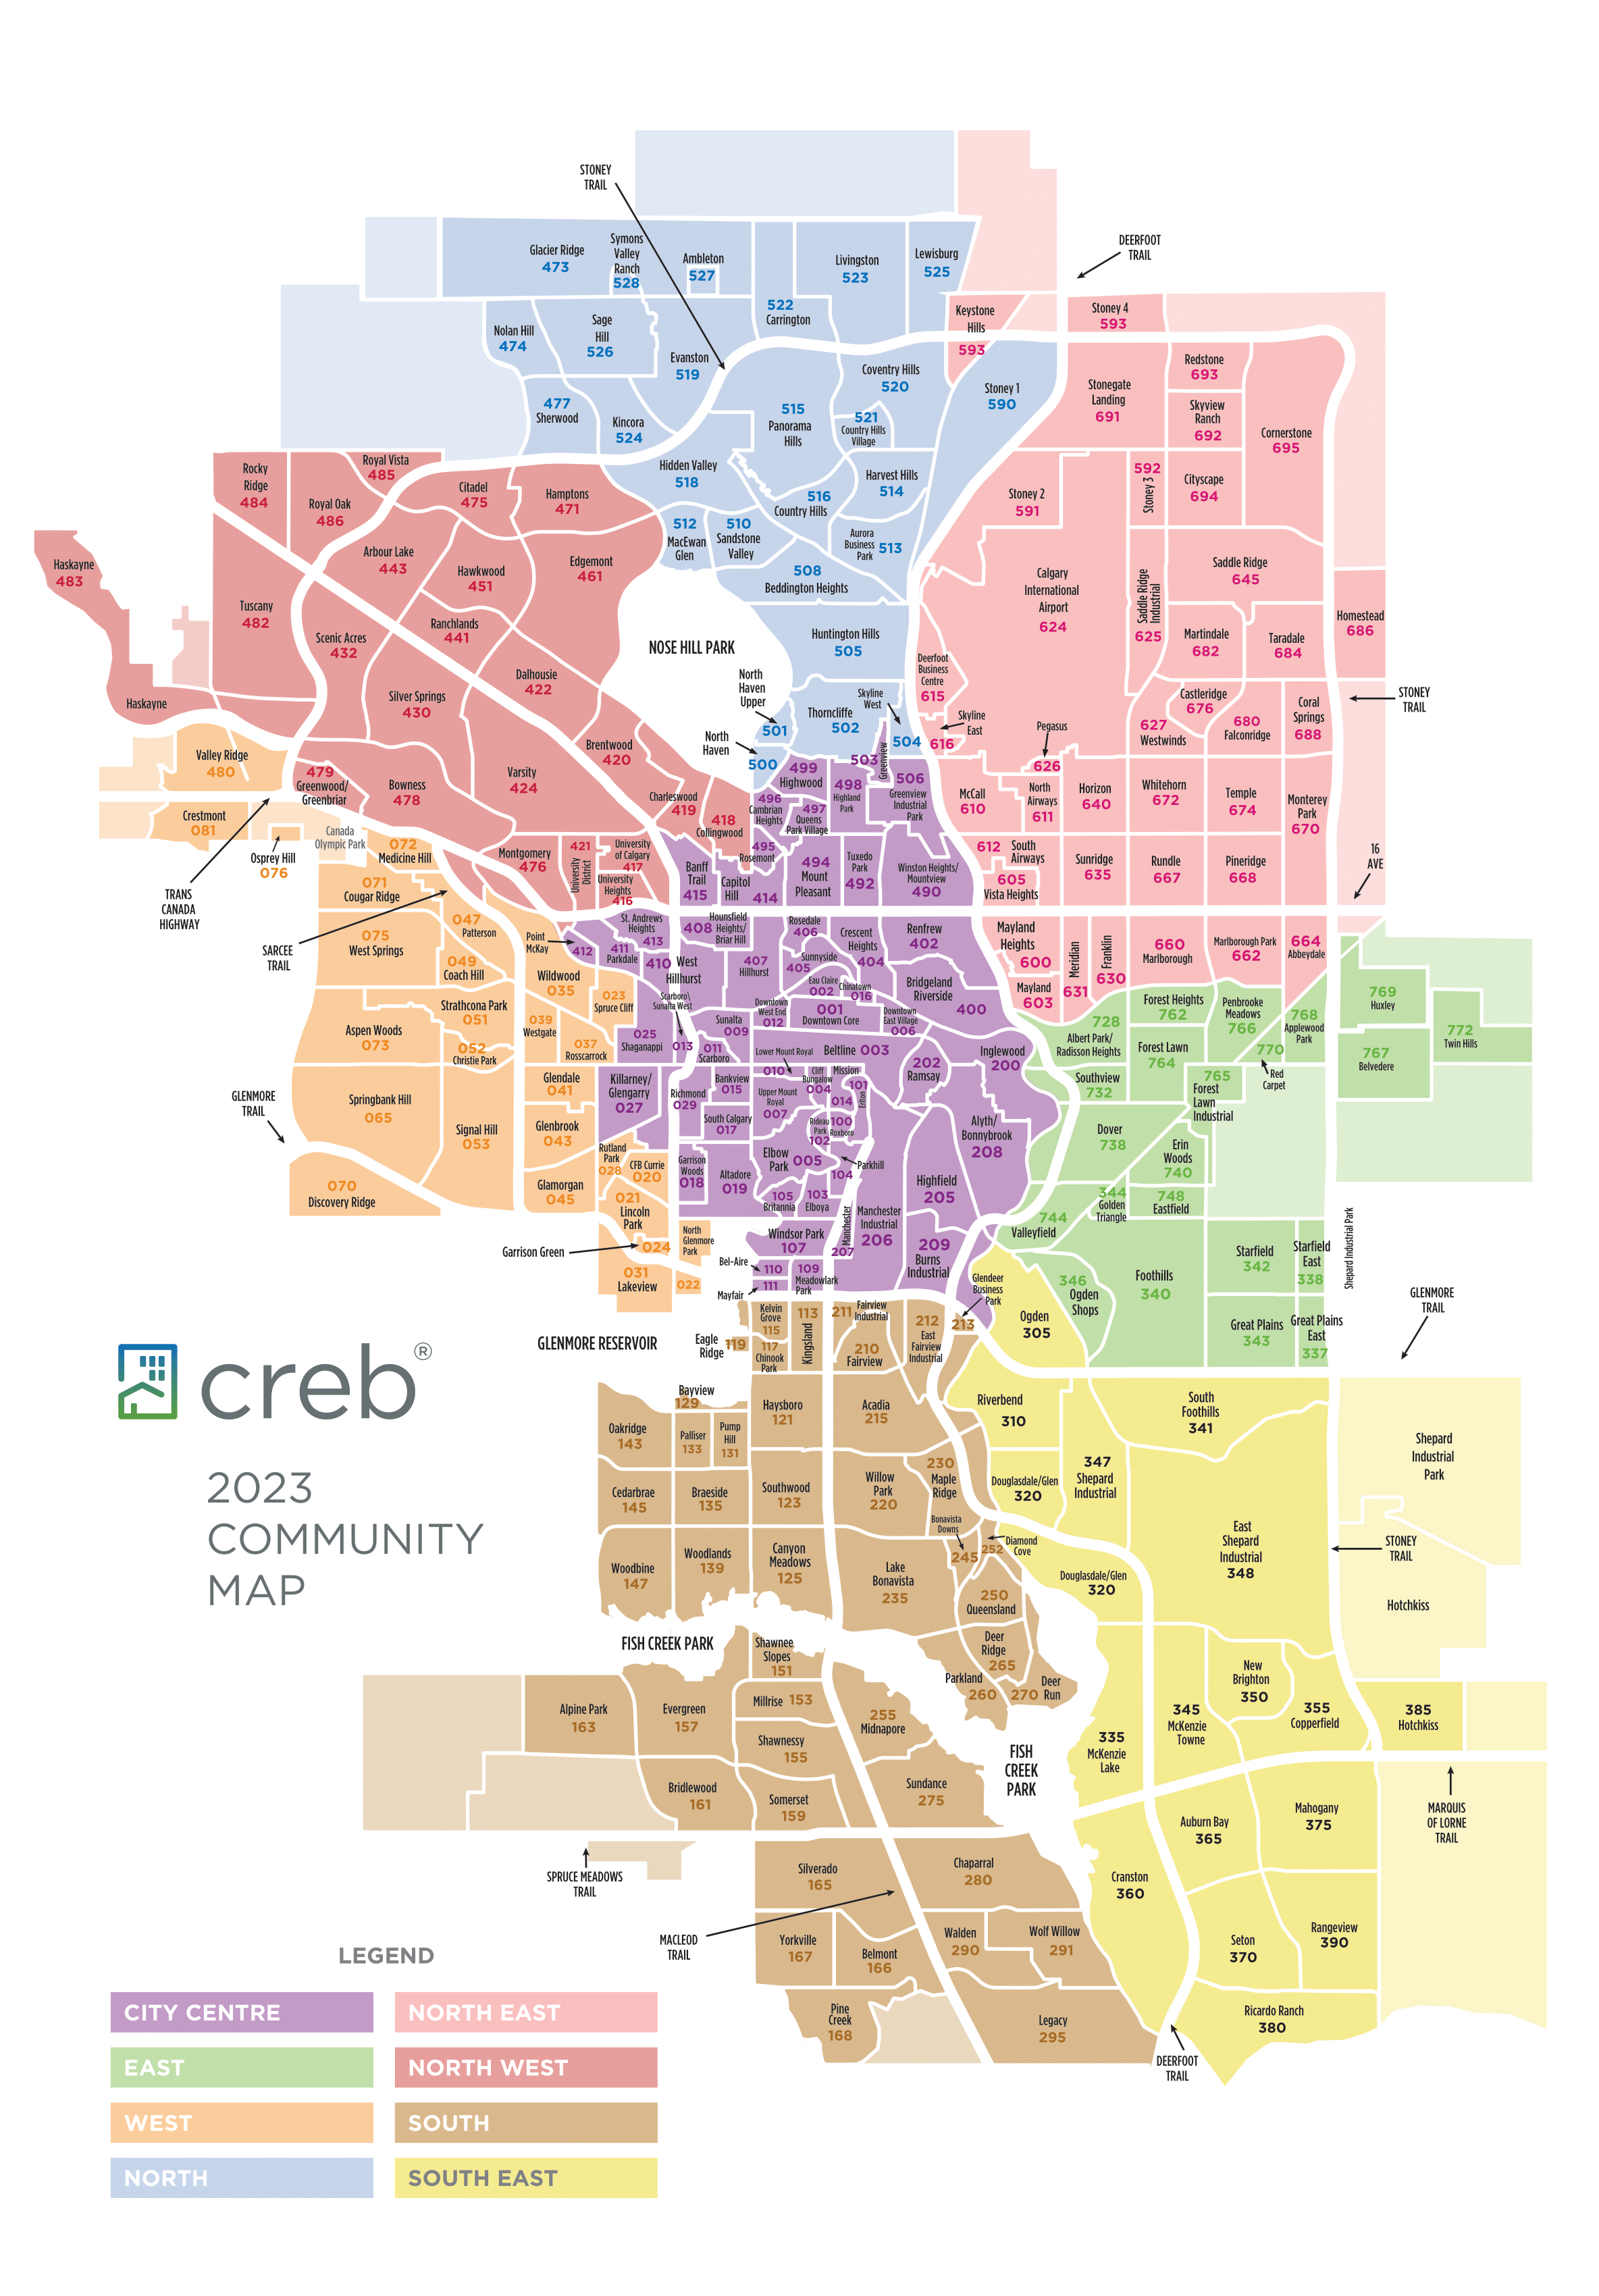 STONEY
TRAIL
DEERFOOT
TRAIL
Glacier Ridge
473
Symons
Valley
Ranch
528
Ambleton
527
522
Carrington
Livingston
523
Lewisburg
525
Keystone
Hills
593
Stoney 4
593
Nolan Hill
474
Sage
Hill
526
Evanston
519
Coventry Hills
520
Stoney 1
590
Stonegate
Landing
691
Redstone
693
Skyview
Ranch
692
Cornerstone
695
477
Sherwood
Kincora
524
515
Panorama
Hills
521
Country Hills
Village
Rocky
Ridge
484
Royal Vista
485
Royal Oak
486
Citadel
475
Hamptons
471
Hidden Valley
518
516
Country Hills
Harvest Hills
514
Stoney 2
591
592
Stoney 3
Cityscape
694
512
MacEwan
Glen
510
Sandstone
Valley
Aurora
Business
Park
513
508
Beddington Heights
Haskayne
483
Arbour Lake
443
Hawkwood
451
Edgemont
461
Calgary
International
Airport
624
Saddle Ridge
Industrial
625
Saddle Ridge
645
Homestead
686
Tuscany
482
Scenic Acres
432
Ranchlands
441
NOSE HILL PARK
Huntington Hills
505
Martindale
682
Taradale
684
Haskayne
Silver Springs
430
Dalhousie
422
North
Haven
Upper
501
Thorncliffe
502
Skyline
West
504
Deerfoot
Business
Centre
615
Skyline
East
616
Pegasus
626
627
Westwinds
Castleridge
676
680
Falconridge
Coral
Springs
688
STONEY
TRAIL
Valley Ridge
480
479
Greenwood/
Greenbriar
Bowness
478
Varsity
424
Brentwood
420
North
Haven
500
499
Highwood
503
Greenview
498
Highland
Park
506
Greenview
Industrial
Park
McCall
610
North
Airways
611
Horizon
640
Whitehorn
672
Temple
674
Monterey
Park
670
Crestmont
081
Osprey Hill
076
Canada
Olympic Park
072
Medicine Hill
071
Cougar Ridge
TRANS
CANADA
HIGHWAY
SARCEE
TRAIL
Charleswood
419
418
Collingwood
496
Cambrian
Heights
497
Queens
Park Village
495
Rosemont
494
Mount
Pleasant
Tuxedo
Park
492
Winston Heights/
Mountview
490
Montgomery
476
421
University
District
University
of Calgary
417
University
Heights
416
Banff
Trail
415
Capitol
Hill
414
612
South
Airways
605
Vista Heights
Sunridge
635
Rundle
667
Pineridge
668
16
AVE
075
West Springs
047
Patterson
049
Coach Hill
Point
McKay
412
St. Andrews
Heights
413
411
Parkdale
410
West
Hillhurst
408
Hounsfield
Heights/
Briar Hill
407
Hillhurst
Rosedale
406
Sunnyside
405
Crescent
Heights
404
Renfrew
402
Bridgeland
Riverside
400
Mayland
Heights
600
Mayland
603
Meridian
631
Franklin
630
660
Marlborough
Marlborough Park
662
664
Abbeydale
Wildwood
035
023
Spruce Cliff
Strathcona Park
051
Aspen Woods
073
052
Christie Park
039
Westgate
037
Rosscarrock
025
Shaganappi
Scarboro\
Sunalta West
013
Sunalta
009
011
Scarboro
Downtown
West End
012
Eau Claire
002
Chinatown
016
001
Downtown Core
Downtown
East Village
006
Lower Mount Royal
010
Beltline 003
202
Ramsay
Inglewood
200
728
Albert Park/
Radisson Heights
Forest Heights
762
Penbrooke
Meadows
766
768
Applewood
Park
Forest Lawn
764
770
Red
Carpet
765
Forest
Lawn
Industrial
769
Huxley
772
Twin Hills
767
Belvedere
GLENMORE
TRAIL
Springbank Hill
065
Signal Hill
053
Glendale
041
Glenbrook
043
Glamorgan
045
Killarney/
Glengarry
027
Richmond
029
Bankview
015
South Calgary
017
Upper Mount
Royal
007
Cliff
Bungalow
004
Mission
014
101
Erlton
Rideau
Park
102
100
Roxboro
Southview
732
Dover
738
Erin
Woods
740
Rutland
Park
028
CFB Currie
020
021
Lincoln
Park
Garrison
Woods
018
Altadore
019
Elbow
Park
005
Parkhill
104
105
Britannia
103
Elboya
Alyth/
Bonnybrook
208
Highfield
205
070
Discovery Ridge
Garrison Green
024
North
Glenmore
Park
022
031
Lakeview
Windsor Park
107
Manchester
207
Manchester
Industrial
206
209
Burns
Industrial
Bel-Aire
110
109
Meadowlark
Park
Mayfair
111
744
Valleyfield
344
Golden
Triangle
748
Eastfield
346
Ogden
Shops
Foothills
340
Starfield
342
Starfield
East
338
Great Plains
343
Great Plains
East
337
Shepard Industrial Park
GLENMORE
TRAIL
Glendeer
Business
Park
213
Ogden
305
GLENMORE RESERVOIR
Eagle
Ridge
119
Kelvin
Grove
115
117
Chinook
Park
113
Kingsland
211
Fairview
Industrial
210
Fairview
212
East
Fairview
Industrial
creb®
2023
COMMUNITY
MAP
Bayview
129
Oakridge
143
Palliser
133
Pump
Hill
131
Haysboro
121
Acadia
215
Riverbend
310
South
Foothills
341
Shepard
Industrial
Park
Cedarbrae
145
Braeside
135
Southwood
123
Willow
Park
220
230
Maple
Ridge
Douglasdale/Glen
320
347
Shepard
Industrial
East
Shepard
Industrial
348
STONEY
TRAIL
Woodbine
147
Woodlands
139
Canyon
Meadows
125
Lake
Bonavista
235
Bonavista
Downs
245
252
Diamond
Cove
Douglasdale/Glen
320
250
Queensland
Hotchkiss
FISH CREEK PARK
Shawnee
Slopes
151
Deer
Ridge
265
Parkland
260
270
Deer
Run
Alpine Park
163
Evergreen
157
Millrise 153
Shawnessy
155
255
Midnapore
FISH
CREEK
PARK
335
McKenzie
Lake
345
McKenzie
Towne
New
Brighton
350
355
Copperfield
385
Hotchkiss
Bridlewood
161
Somerset
159
Sundance
275
MARQUIS
OF LORNE
TRAIL
Auburn Bay
365
Mahogany
375
SPRUCE MEADOWS
TRAIL
Silverado
165
Chaparral
280
Cranston
360
MACLEOD
TRAIL
Yorkville
167
Belmont
166
Walden
290
Wolf Willow
291
Seton
370
Rangeview
390
Pine
Creek
168
Legacy
295
Ricardo Ranch
380
DEERFOOT
TRAIL
LEGEND
CITY CENTRE
NORTH EAST
EAST
NORTH WEST
WEST
SOUTH
NORTH
SOUTH EAST